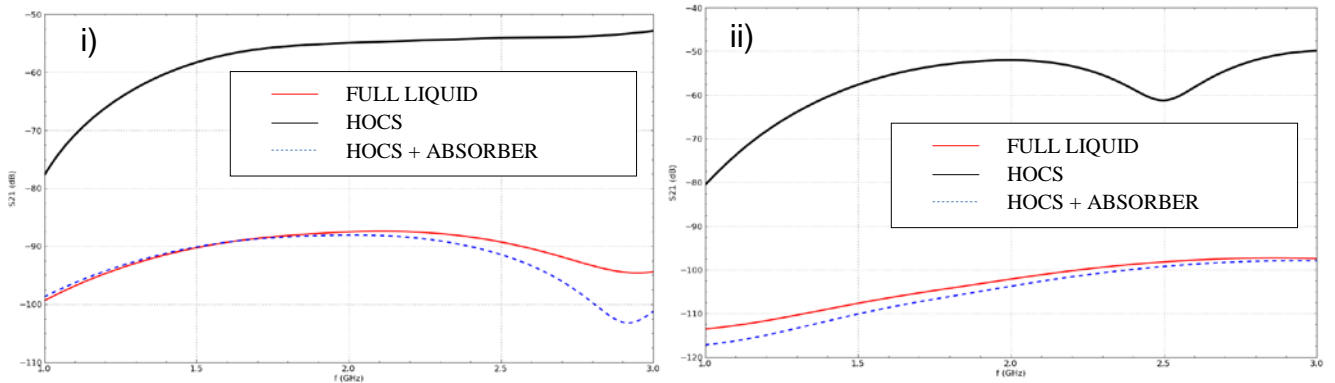 i)
−50
−60
−70
−80
−90
−100
−110
S21 (dB)
FULL LIQUID
HOCS
HOCS + ABSORBER
1.0
1.5
2.0
2.5
3.0
f (GHz)
ii)
−40
−50
−60
−70
−80
−90
−100
−110
−120
S21 (dB)
FULL LIQUID
HOCS
HOCS + ABSORBER
1.0
1.5
2.0
2.5
3.0
f (GHz)